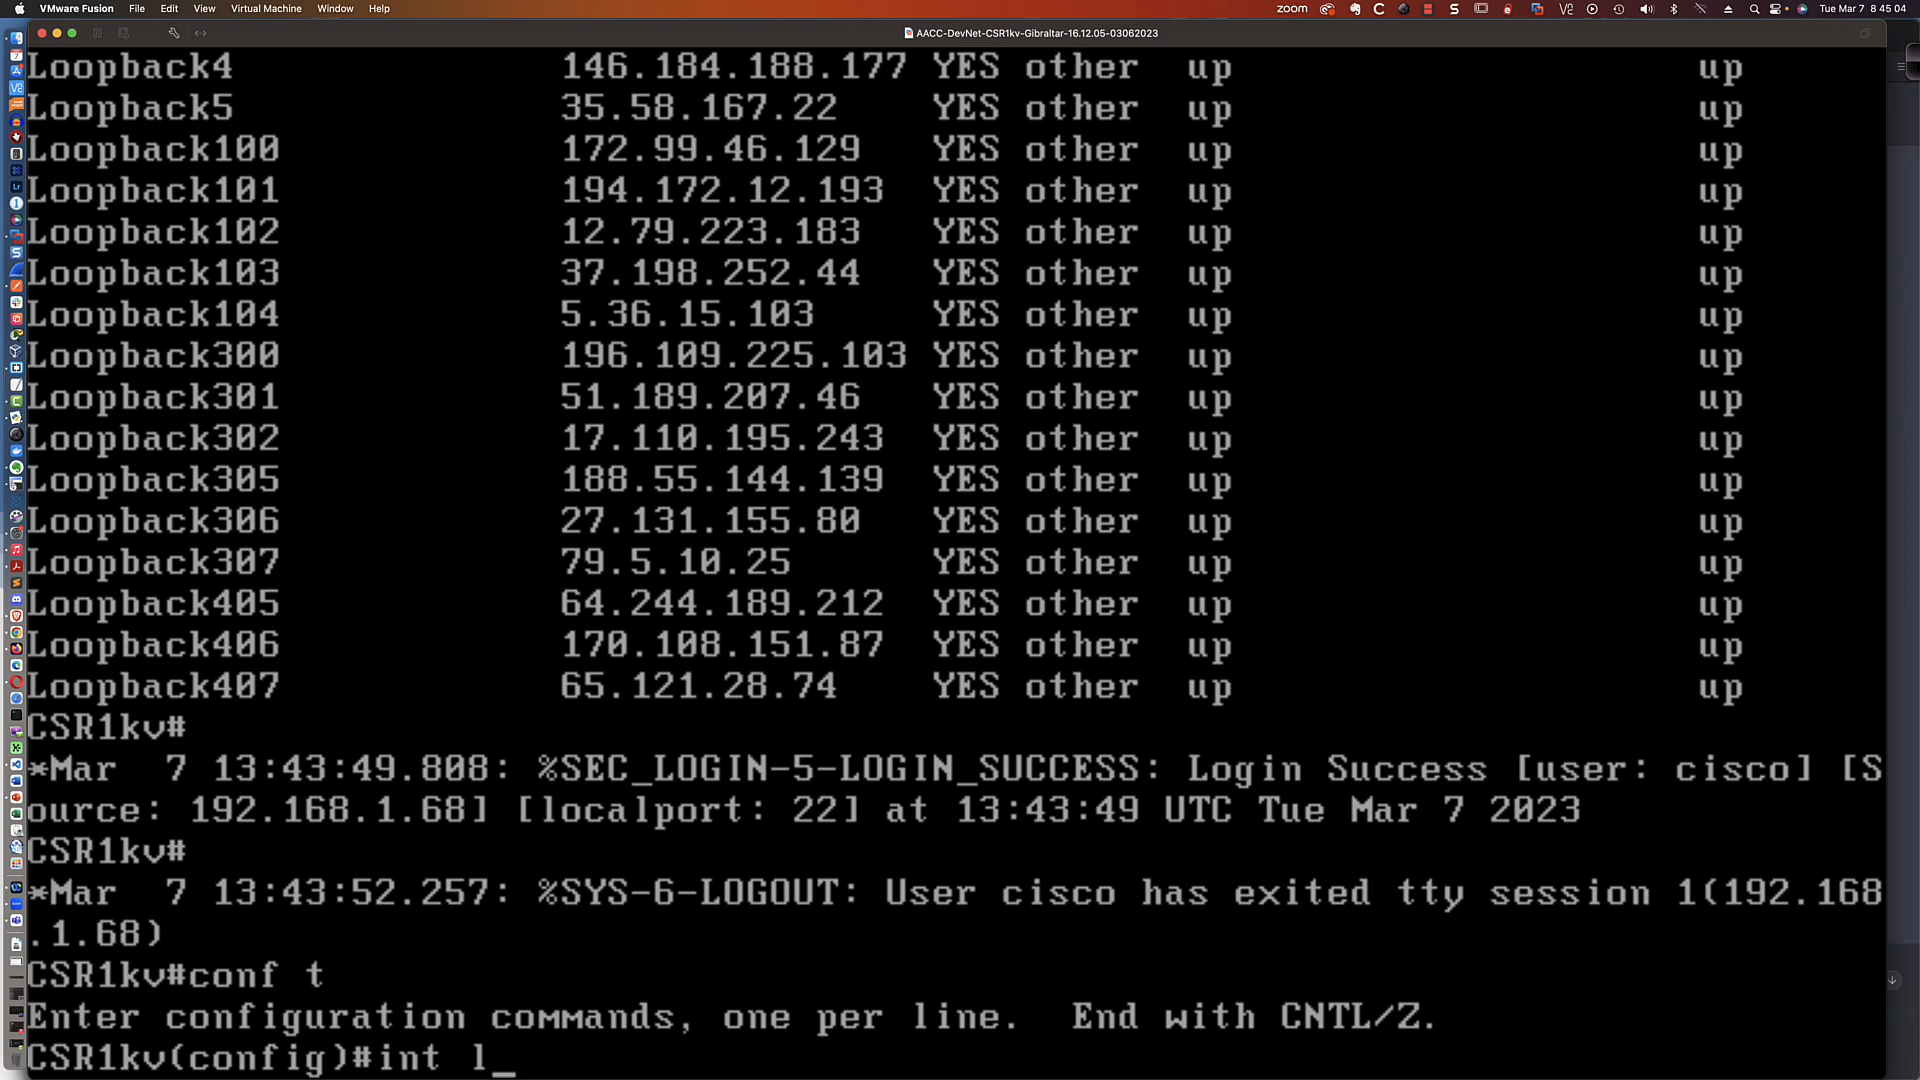 VMware Fusion File Edit View Virtual Machine Window Help zoom Tue Mar 7 8 45 04
AACC-DevNet-CSR1kv-Gibraltar-16.12.05-03062023
Loopback4 146.184.188.177 YES other up up
Loopback5 35.58.167.22 YES other up up
Loopback100 172.99.46.129 YES other up up
Loopback101 194.172.12.193 YES other up up
Loopback102 12.79.223.183 YES other up up
Loopback103 37.198.252.44 YES other up up
Loopback104 5.36.15.103 YES other up up
Loopback300 196.109.225.103 YES other up up
Loopback301 51.189.207.46 YES other up up
Loopback302 17.110.195.243 YES other up up
Loopback305 188.55.144.139 YES other up up
Loopback306 27.131.155.80 YES other up up
Loopback307 79.5.10.25 YES other up up
Loopback405 64.244.189.212 YES other up up
Loopback406 170.108.151.87 YES other up up
Loopback407 65.121.28.74 YES other up up
CSR1kv#
*Mar  7 13:43:49.808: %SEC_LOGIN-5-LOGIN_SUCCESS: Login Success [user: cisco] [S
ource: 192.168.1.68] [localport: 22] at 13:43:49 UTC Tue Mar 7 2023
CSR1kv#
*Mar  7 13:43:52.257: %SYS-6-LOGOUT: User cisco has exited tty session 1(192.168
.1.68)
CSR1kv#conf t
Enter configuration commands, one per line.  End with CNTL/Z.
CSR1kv(config)#int l_